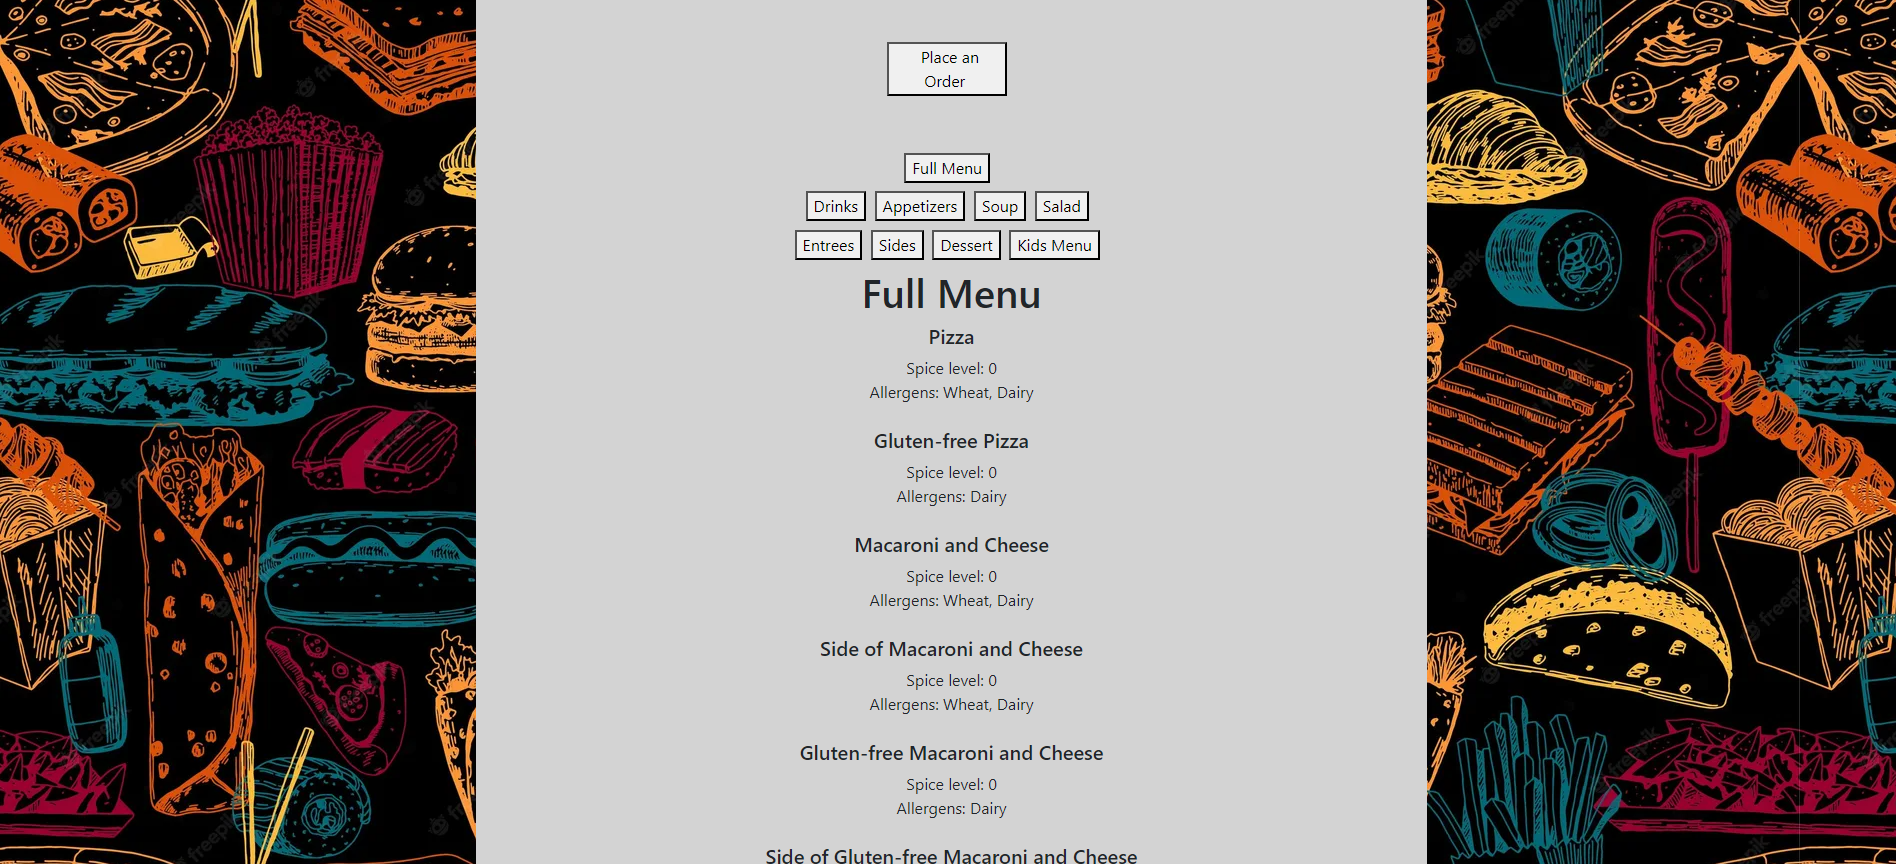 Place an
Order
Full Menu
Drinks Appetizers Soup Salad
Entrees Sides Dessert Kids Menu
Full Menu
Pizza
Spice level: 0
Allergens: Wheat, Dairy
Gluten-free Pizza
Spice level: 0
Allergens: Dairy
Macaroni and Cheese
Spice level: 0
Allergens: Wheat, Dairy
Side of Macaroni and Cheese
Spice level: 0
Allergens: Wheat, Dairy
Gluten-free Macaroni and Cheese
Spice level: 0
Allergens: Dairy
Side of Gluten-free Macaroni and Cheese